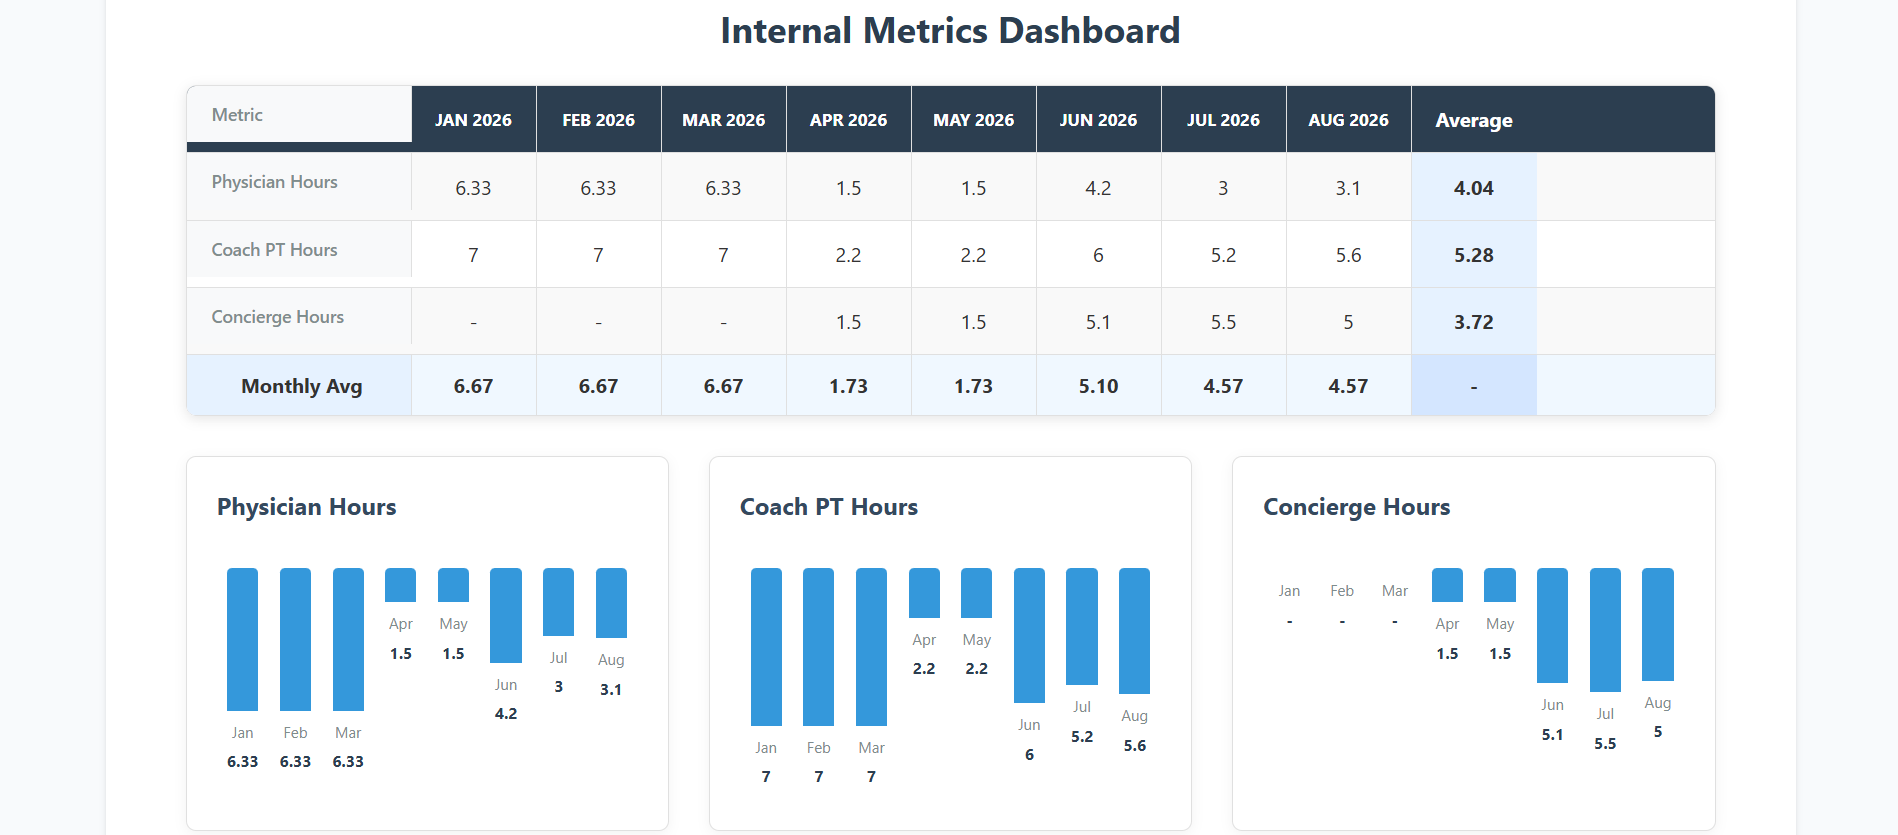 Internal Metrics Dashboard
Metric JAN 2026 FEB 2026 MAR 2026 APR 2026 MAY 2026 JUN 2026 JUL 2026 AUG 2026 Average
Physician Hours 6.33 6.33 6.33 1.5 1.5 4.2 3 3.1 4.04
Coach PT Hours 7 7 7 2.2 2.2 6 5.2 5.6 5.28
Concierge Hours - - - 1.5 1.5 5.1 5.5 5 3.72
Monthly Avg 6.67 6.67 6.67 1.73 1.73 5.10 4.57 4.57 -
Physician Hours
Jan Feb Mar Apr May Jun Jul Aug
6.33 6.33 6.33 1.5 1.5 4.2 3 3.1
Coach PT Hours
Jan Feb Mar Apr May Jun Jul Aug
7 7 7 2.2 2.2 6 5.2 5.6
Concierge Hours
Jan Feb Mar Apr May Jun Jul Aug
- - - 1.5 1.5 5.1 5.5 5